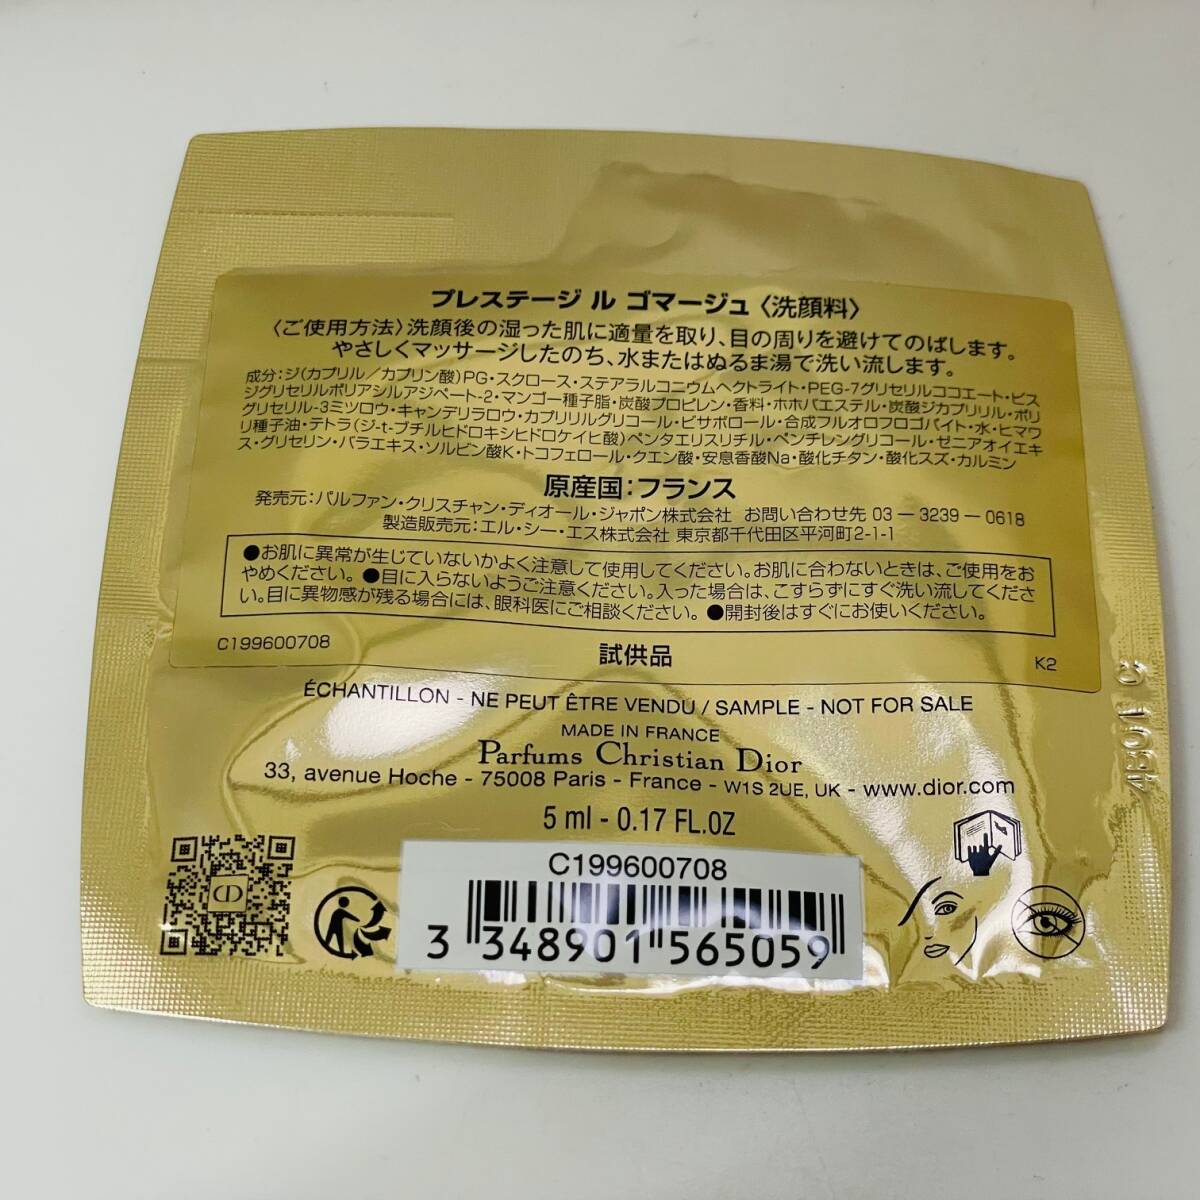 プレステージ ル ゴマージュ〈洗顔料〉
〈ご使用方法〉洗顔後の湿った肌に適量を取り、目の周りを避けてのばします。
やさしくマッサージしたのち、水またはぬるま湯で洗い流します。
成分:ジ(カプリル/カプリン酸)PG・スクロース・ステアラルコニウムヘクトライト・PEG-7グリセリルココエート・ビス
ジグリセリルポリアシルアジペート-2・マンゴー種子脂・炭酸プロピレン・香料・ホホバエステル・炭酸ジカプリリル・ポリ
グリセリル-3ミツロウ・キャンデリラロウ・カプリリルグリコール・ビサボロール・合成フルオロフロゴパイト・水・ヒマワ
リ種子油・テトラ(ジ-t-ブチルヒドロキシヒドロケイヒ酸)ペンタエリスリチル・ペンチレングリコール・ゼニアオイエキ
ス・グリセリン・バラエキス・ソルビン酸K・トコフェロール・クエン酸・安息香酸Na・酸化チタン・酸化スズ・カルミン
原産国:フランス
発売元:パルファン・クリスチャン・ディオール・ジャポン株式会社 お問い合わせ先 03－3239－0618
製造販売元:エル・シー・エス株式会社 東京都千代田区平河町2-1-1
●お肌に異常が生じていないかよく注意して使用してください。お肌に合わないときは、ご使用をお
やめください。●目に入らないようご注意ください。入った場合は、こすらずにすぐ洗い流してくださ
い。目に異物感が残る場合には、眼科医にご相談ください。●開封後はすぐにお使いください。
C199600708
試供品
K2
ÉCHANTILLON - NE PEUT ÊTRE VENDU / SAMPLE - NOT FOR SALE
MADE IN FRANCE
Parfums Christian Dior
33, avenue Hoche - 75008 Paris - France - W1S 2UE, UK - www.dior.com
5 ml - 0.17 FL.OZ
C199600708
3 348901 565059
CD